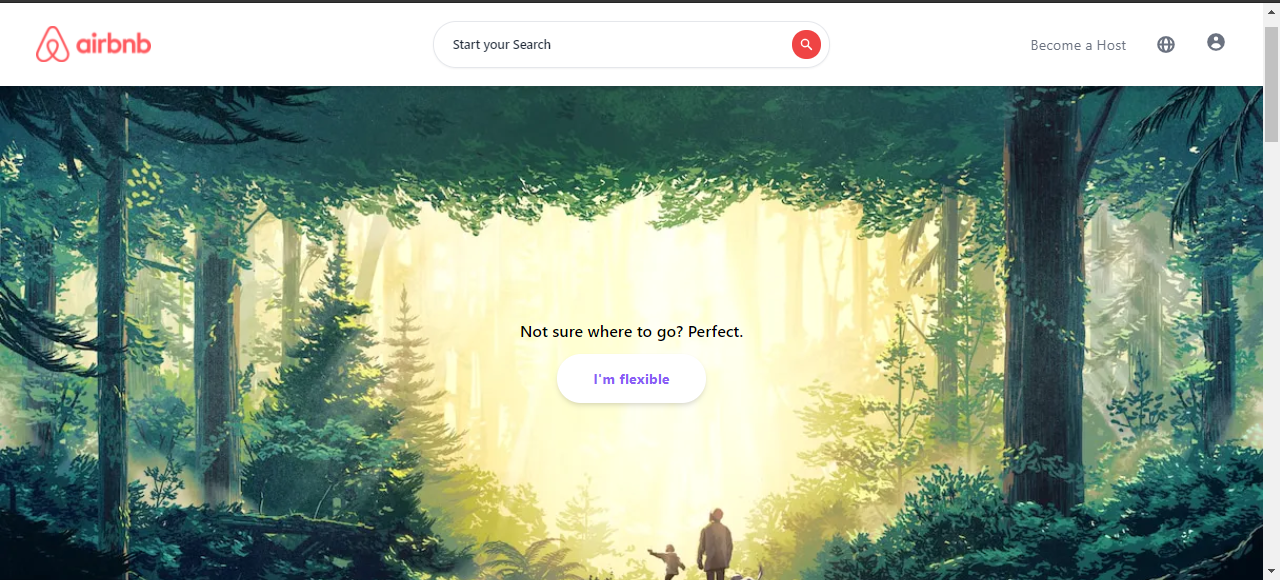 airbnb
Start your Search
Become a Host
Not sure where to go? Perfect.
I'm flexible